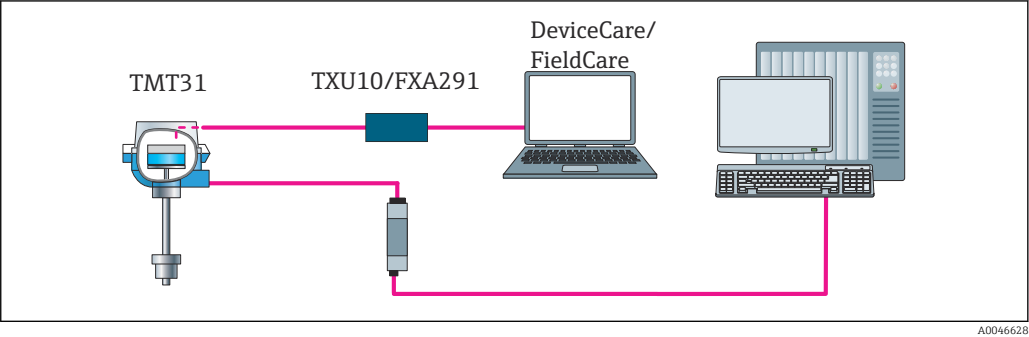 DeviceCare/
FieldCare
TMT31
TXU10/FXA291
A0046628